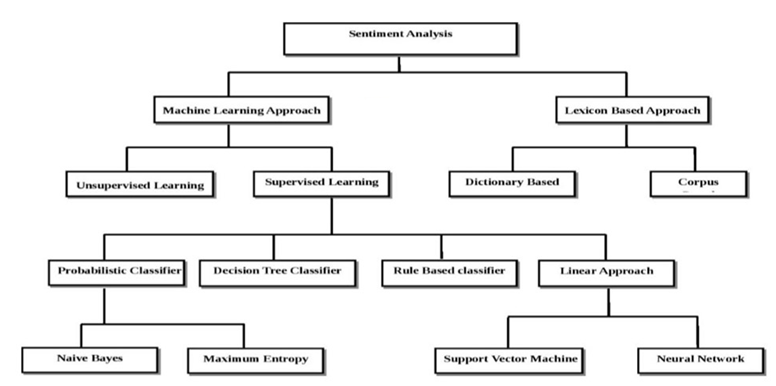 Sentiment Analysis
Machine Learning Approach
Lexicon Based Approach
Unsupervised Learning
Supervised Learning
Dictionary Based
Corpus
Probabilistic Classifier
Decision Tree Classifier
Rule Based classifier
Linear Approach
Naive Bayes
Maximum Entropy
Support Vector Machine
Neural Network